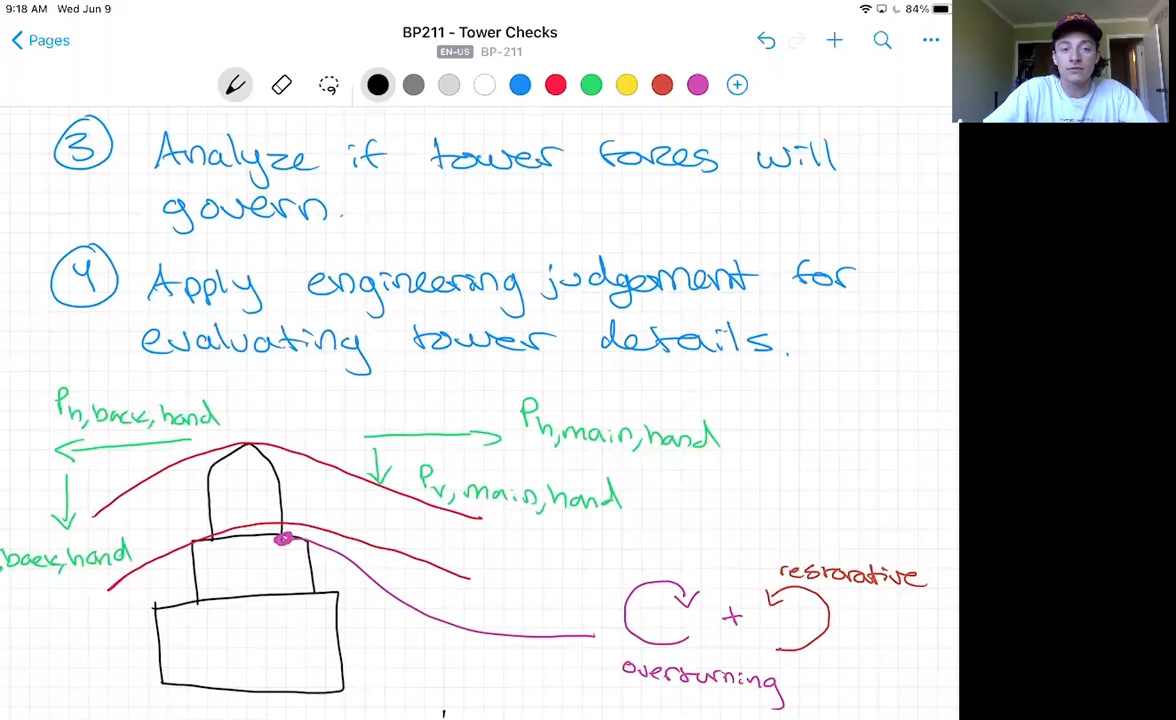 9:18 AM Wed Jun 9
84%
Pages
BP211 - Tower Checks
EN-US BP-211
3 Analyze if tower forces will
govern.
4 Apply engineering judgement for
evaluating tower details.
Ph, back, hand
Ph, main, hand
Pv, main, hand
, back, hand
restorative
+
overturning